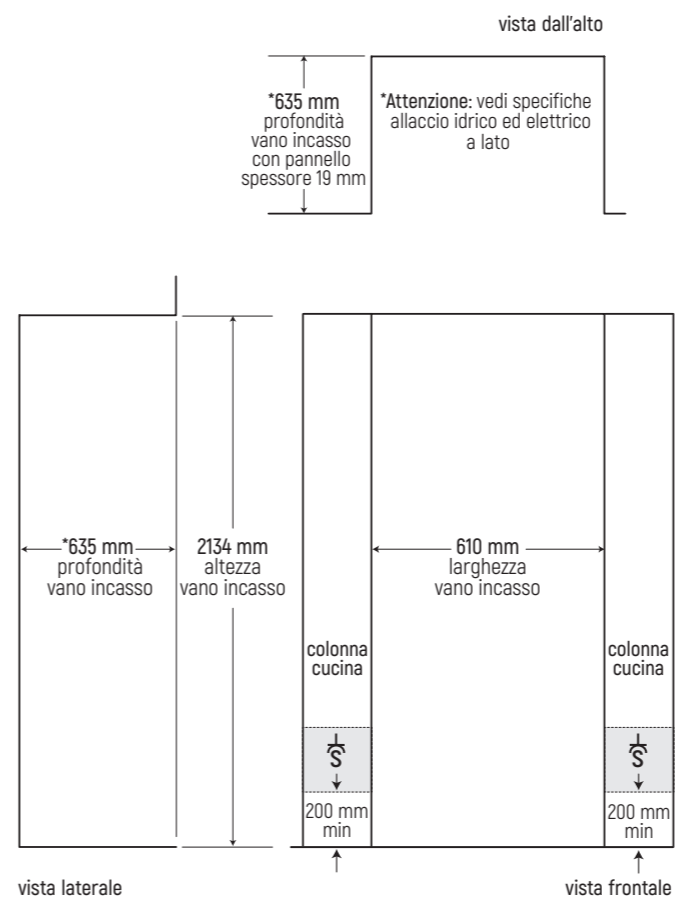 vista dall'alto
*635 mm
profondità
vano incasso
con pannello
spessore 19 mm
*Attenzione: vedi specifiche
allaccio idrico ed elettrico
a lato
*635 mm
profondità
vano incasso
2134 mm
altezza
vano incasso
610 mm
larghezza
vano incasso
colonna
cucina
S
200 mm
min
colonna
cucina
S
200 mm
min
vista laterale
vista frontale